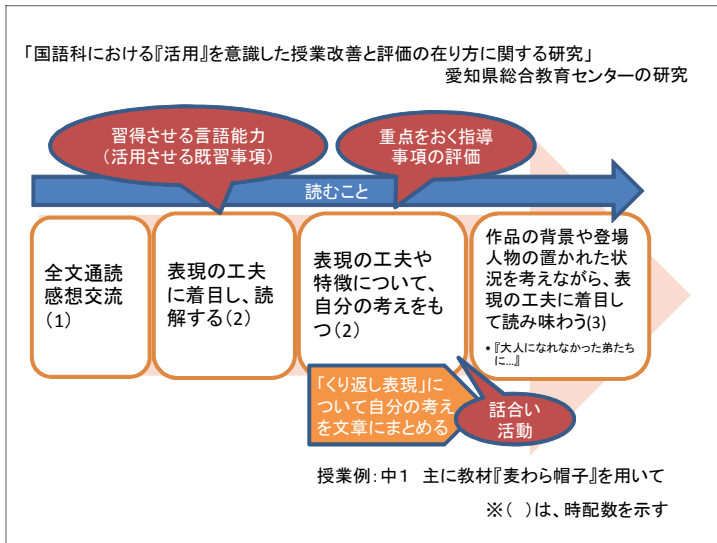 「国語科における『活用』を意識した授業改善と評価の在り方に関する研究」
愛知県総合教育センターの研究
習得させる言語能力
（活用させる既習事項）
重点をおく指導
事項の評価
読むこと
全文通読
感想交流
(1)
表現の工夫
に着目し、読
解する(2)
表現の工夫や
特徴について、
自分の考えをも
つ(2)
作品の背景や登場
人物の置かれた状
況を考えながら、表
現の工夫に着目し
て読み味わう(3)
• 『大人になれなかった弟たち
に…』
「くり返し表現」に
ついて自分の考え
を文章にまとめる
話合い
活動
授業例：中１　主に教材『麦わら帽子』を用いて
※（　）は、時配数を示す